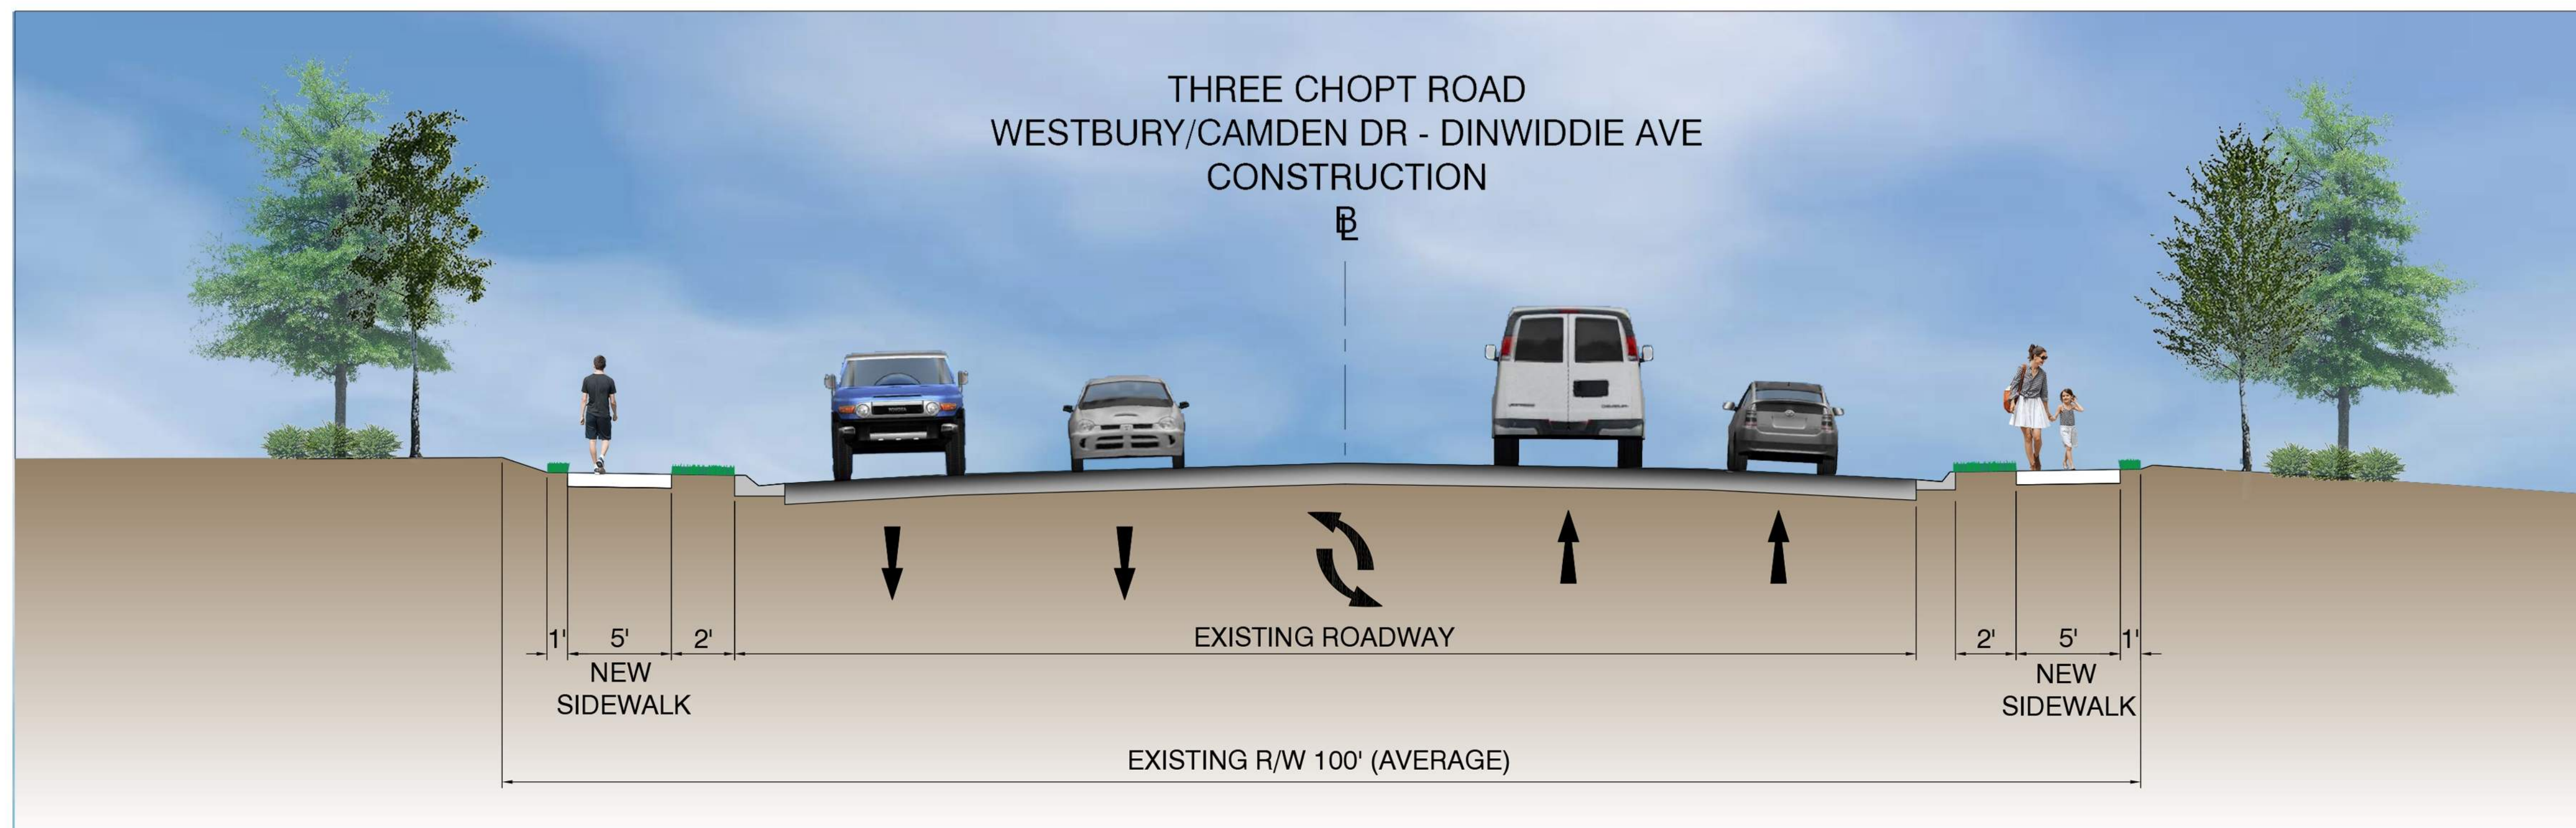 THREE CHOPT ROAD
WESTBURY/CAMDEN DR - DINWIDDIE AVE
CONSTRUCTION
BL
1' 5' 2' EXISTING ROADWAY 2' 5' 1'
NEW
SIDEWALK
NEW
SIDEWALK
EXISTING R/W 100' (AVERAGE)